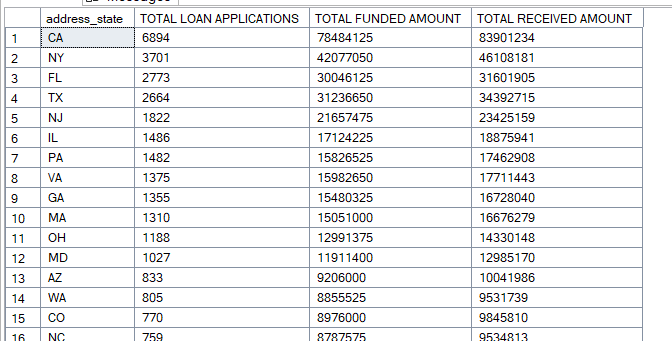 Messages
address_state TOTAL LOAN APPLICATIONS TOTAL FUNDED AMOUNT TOTAL RECEIVED AMOUNT
1 CA 6894 78484125 83901234
2 NY 3701 42077050 46108181
3 FL 2773 30046125 31601905
4 TX 2664 31236650 34392715
5 NJ 1822 21657475 23425159
6 IL 1486 17124225 18875941
7 PA 1482 15826525 17462908
8 VA 1375 15982650 17711443
9 GA 1355 15480325 16728040
10 MA 1310 15051000 16676279
11 OH 1188 12991375 14330148
12 MD 1027 11911400 12985170
13 AZ 833 9206000 10041986
14 WA 805 8855525 9531739
15 CO 770 8976000 9845810
16 NC 759 8787575 9534813